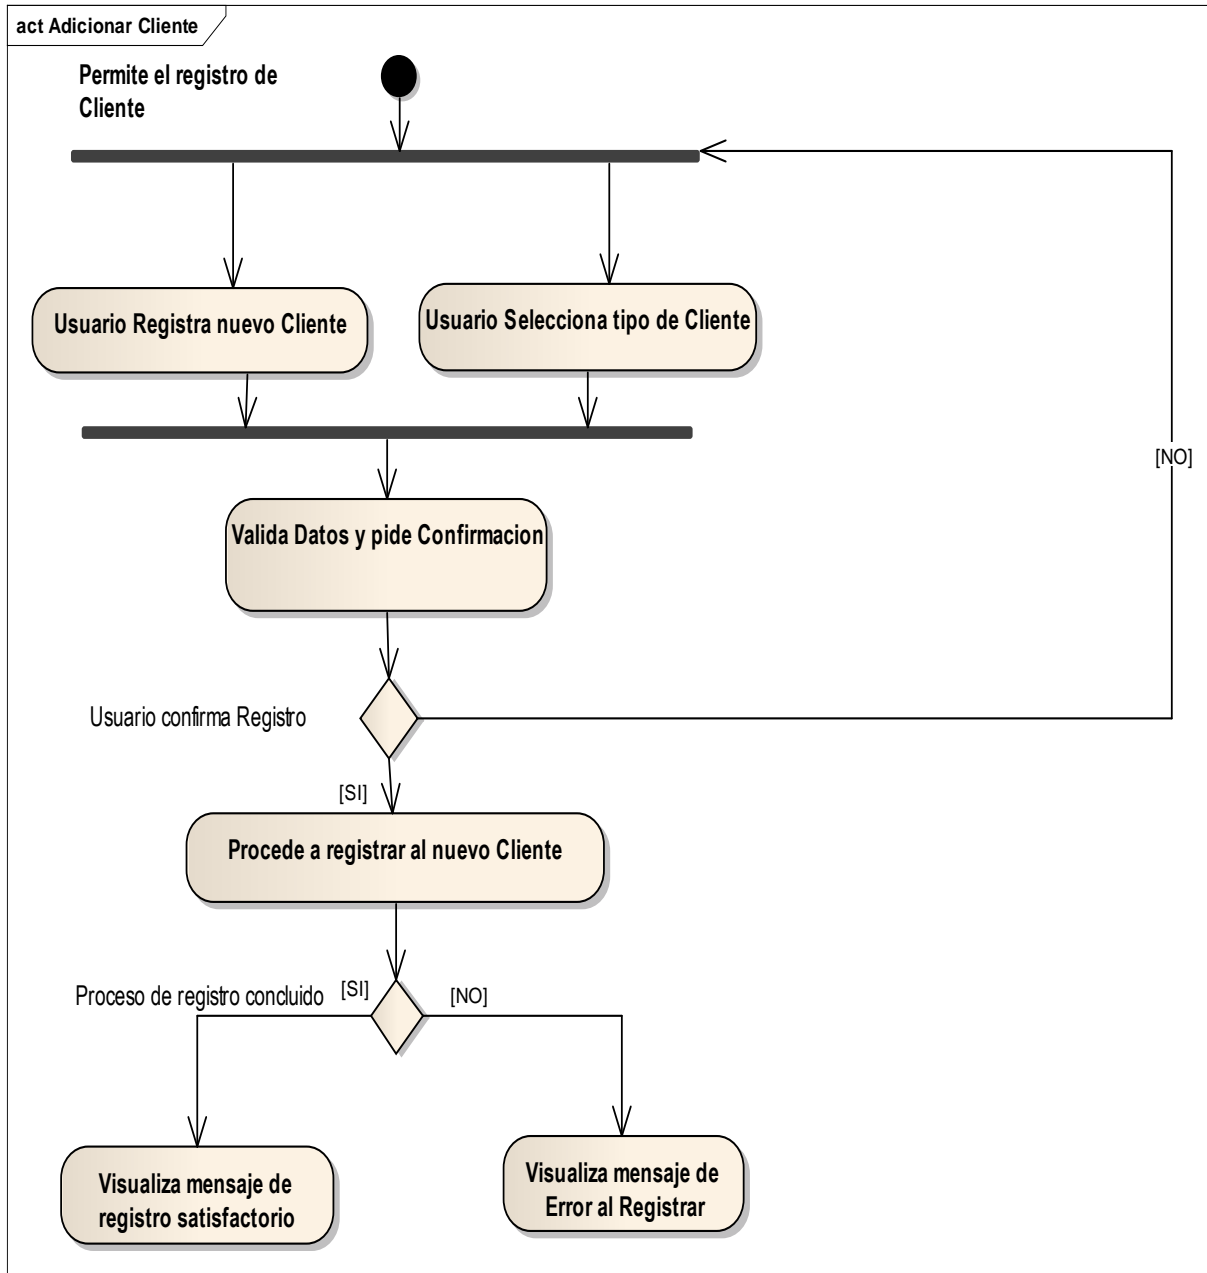 act Adicionar Cliente
Permite el registro de
Cliente
Usuario Registra nuevo Cliente
Usuario Selecciona tipo de Cliente
[NO]
Valida Datos y pide Confirmacion
Usuario confirma Registro
[SI]
Procede a registrar al nuevo Cliente
Proceso de registro concluido
[SI]
[NO]
Visualiza mensaje de
registro satisfactorio
Visualiza mensaje de
Error al Registrar